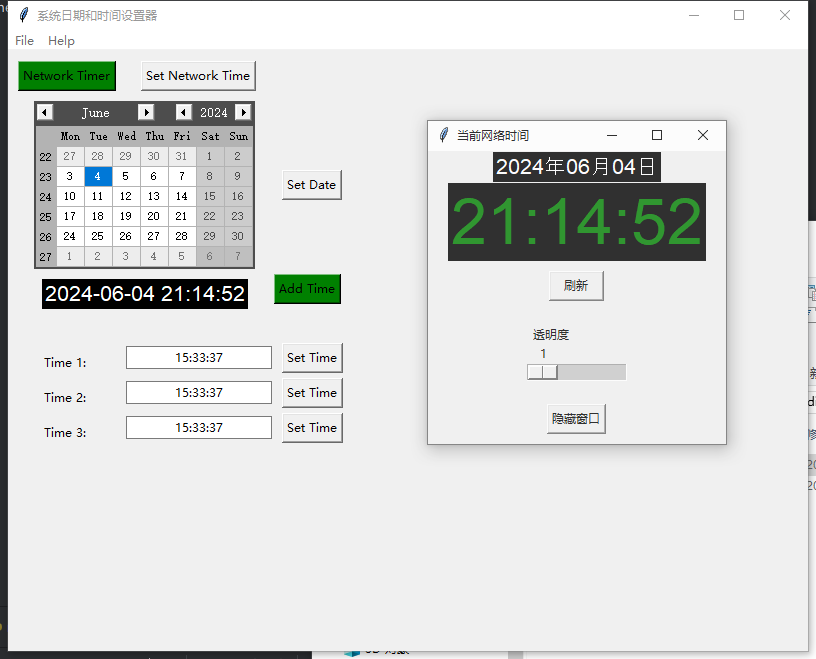 系统日期和时间设置器
File Help
Network Timer Set Network Time
June 2024
Mon Tue Wed Thu Fri Sat Sun
22 27 28 29 30 31 1 2
23 3 4 5 6 7 8 9
24 10 11 12 13 14 15 16
25 17 18 19 20 21 22 23
26 24 25 26 27 28 29 30
27 1 2 3 4 5 6 7
Set Date
2024-06-04 21:14:52 Add Time
Time 1: 15:33:37 Set Time
Time 2: 15:33:37 Set Time
Time 3: 15:33:37 Set Time
当前网络时间
2024年06月04日
21:14:52
刷新
透明度
1
隐藏窗口